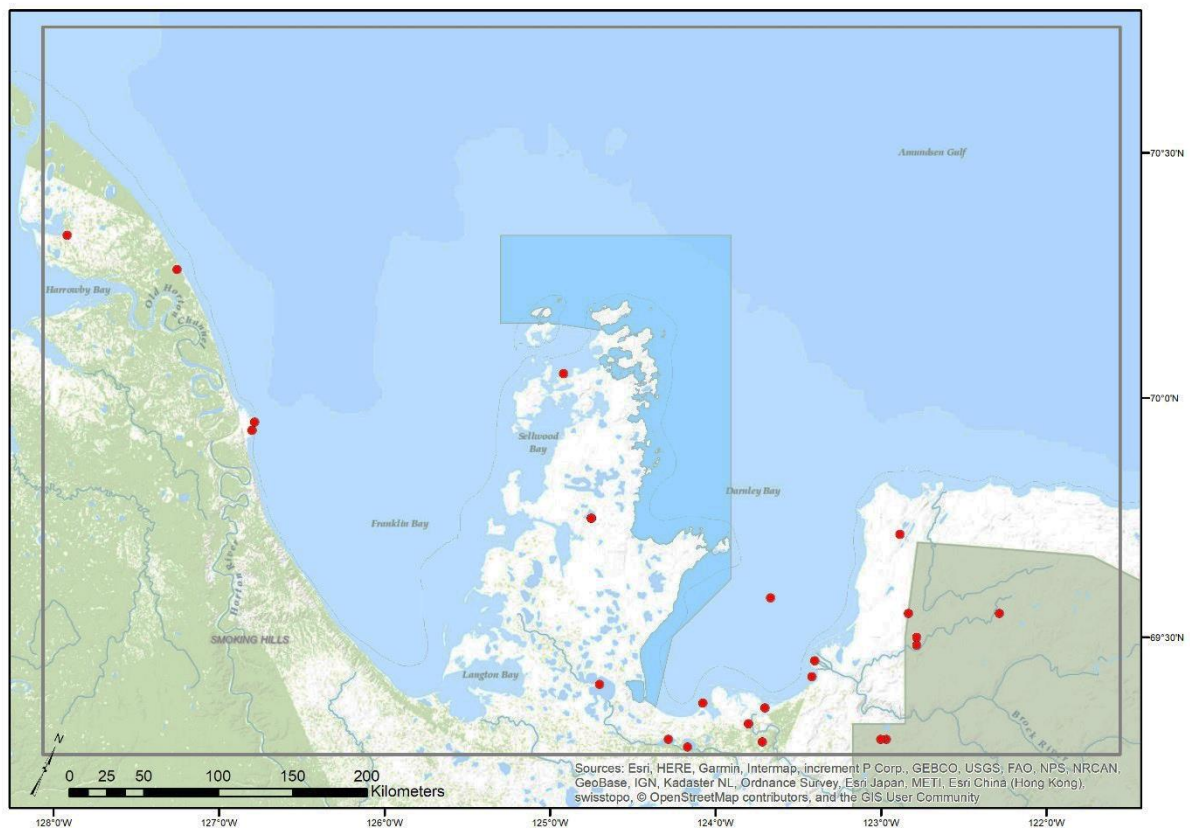 Amundsen Gulf
70°30'N
Harrowby Bay
Old Horton Channel
70°0'N
Sellwood Bay
Darnley Bay
Franklin Bay
Horton River
SMOKING HILLS
69°30'N
Langton Bay
Brock River
N
0 25 50 100 150 200
Kilometers
Sources: Esri, HERE, Garmin, Intermap, increment P Corp., GEBCO, USGS, FAO, NPS, NRCAN,
GeoBase, IGN, Kadaster NL, Ordnance Survey, Esri Japan, METI, Esri China (Hong Kong),
swisstopo, © OpenStreetMap contributors, and the GIS User Community
128°0'W 127°0'W 126°0'W 125°0'W 124°0'W 123°0'W 122°0'W